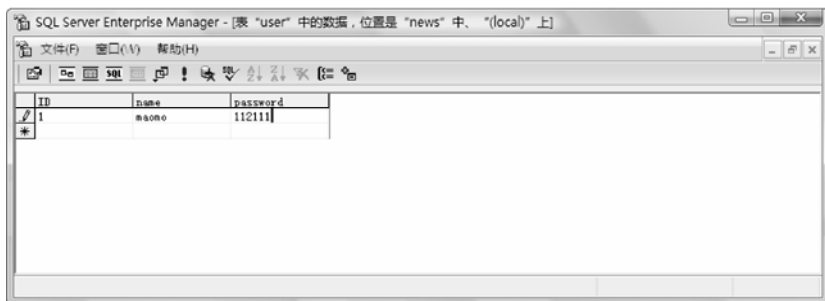 SQL Server Enterprise Manager - [表 “user” 中的数据，位置是 “news” 中、 “(local)” 上]
文件(F) 窗口(W) 帮助(H)
SQL
ID name password
1 maomo 112111